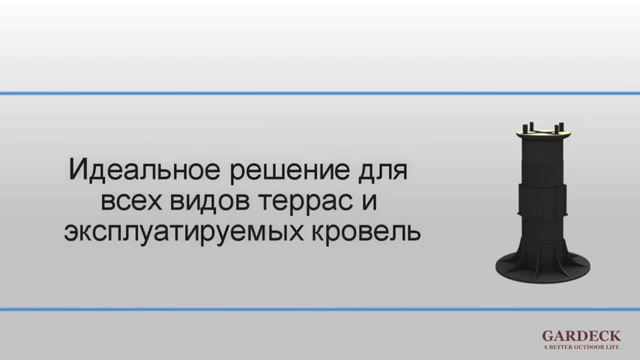 Идеальное решение для
всех видов террас и
эксплуатируемых кровель
GARDECK
A BETTER OUTDOOR LIFE